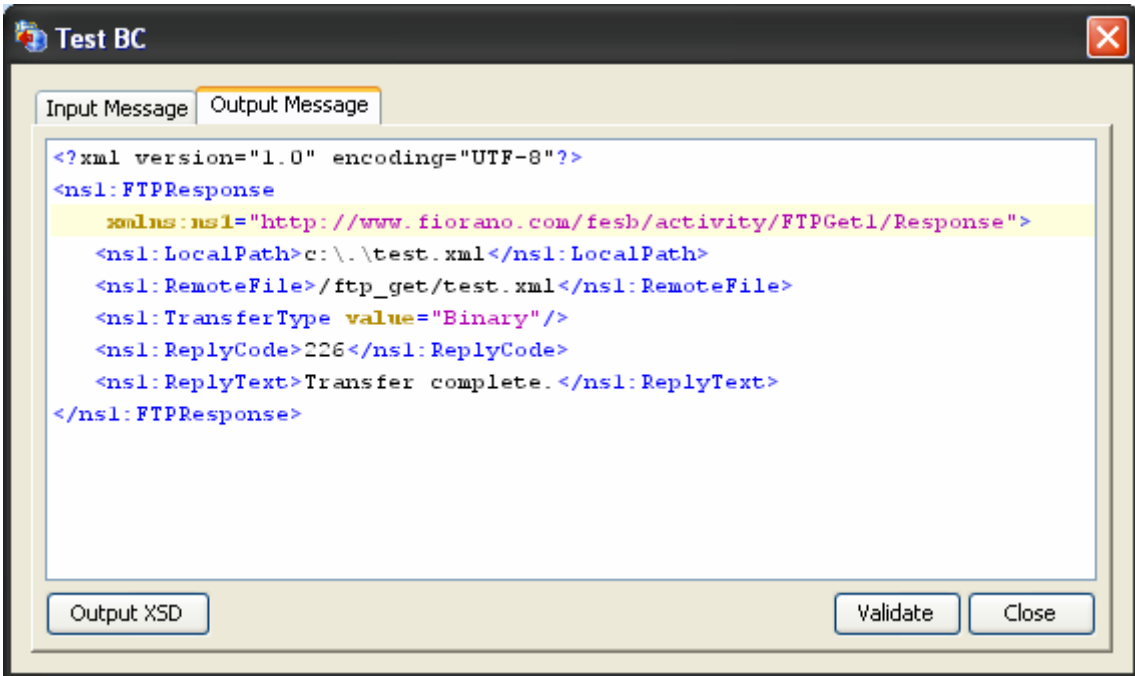 Test BC
Input Message Output Message
<?xml version="1.0" encoding="UTF-8"?>
<ns1:FTPResponse
xmlns:ns1="http://www.fiorano.com/fesb/activity/FTPGet1/Response">
<ns1:LocalPath>c:\.\test.xml</ns1:LocalPath>
<ns1:RemoteFile>/ftp_get/test.xml</ns1:RemoteFile>
<ns1:TransferType value="Binary"/>
<ns1:ReplyCode>226</ns1:ReplyCode>
<ns1:ReplyText>Transfer complete.</ns1:ReplyText>
</ns1:FTPResponse>
Output XSD Validate Close